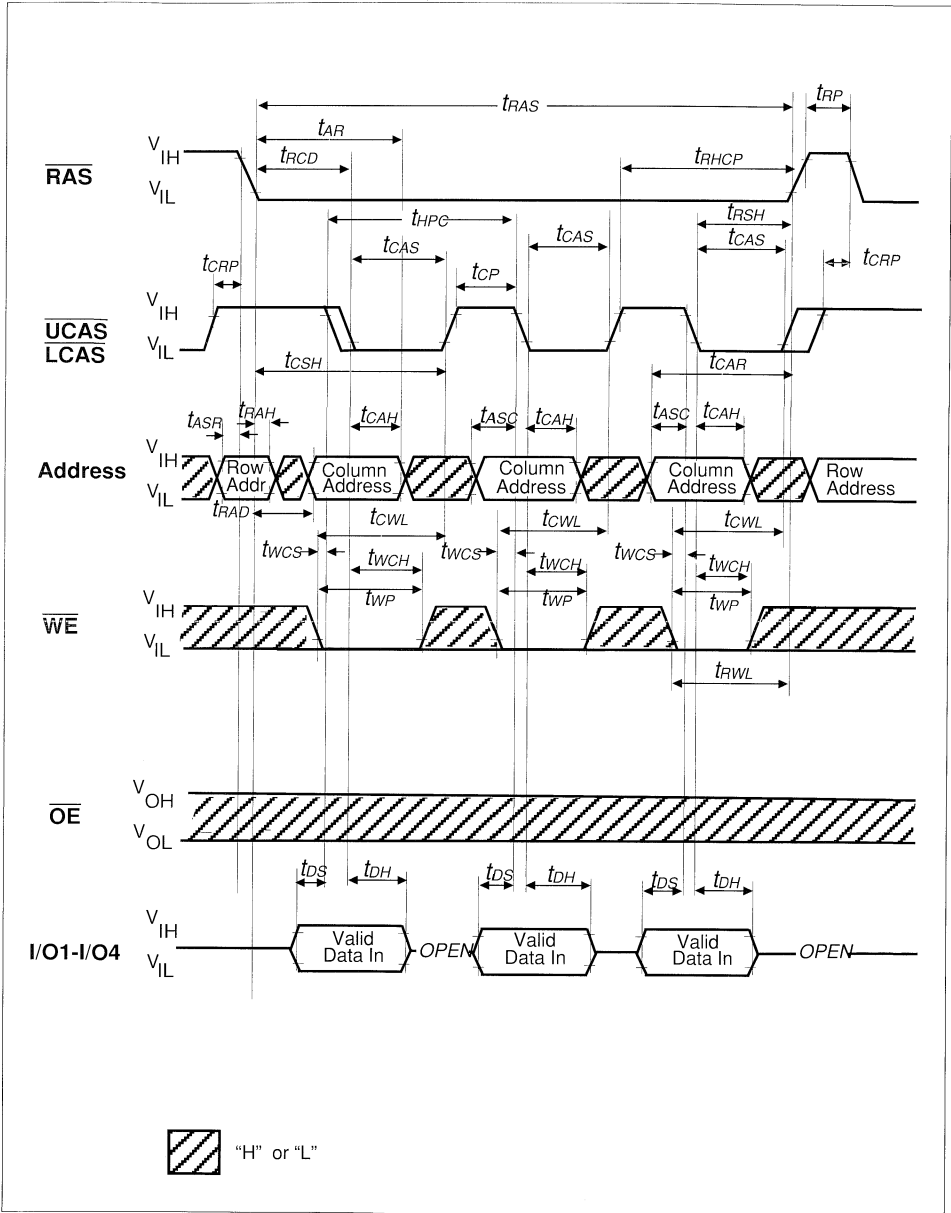 tRAS
tRP
tAR
VIH
tRCD
tRHCP
RAS
VIL
tHPC
tRSH
tCAS
tCAS
tCAS
tCRP
tCP
tCRP
VIH
UCAS
LCAS
VIL
tCSH
tCAR
tRAH
tASR
tCAH
tASC
tCAH
tASC
tCAH
VIH
Address
Row
Addr
Column
Address
Column
Address
Column
Address
Row
Address
VIL
tRAD
tCWL
tCWL
tCWL
tWCS
tWCS
tWCS
tWCH
tWCH
tWCH
tWP
tWP
tWP
VIH
WE
VIL
tRWL
VOH
OE
VOL
tDS
tDH
tDS
tDH
tDS
tDH
VIH
I/O1-I/O4
Valid
Data In
OPEN
Valid
Data In
Valid
Data In
OPEN
VIL
"H" or "L"